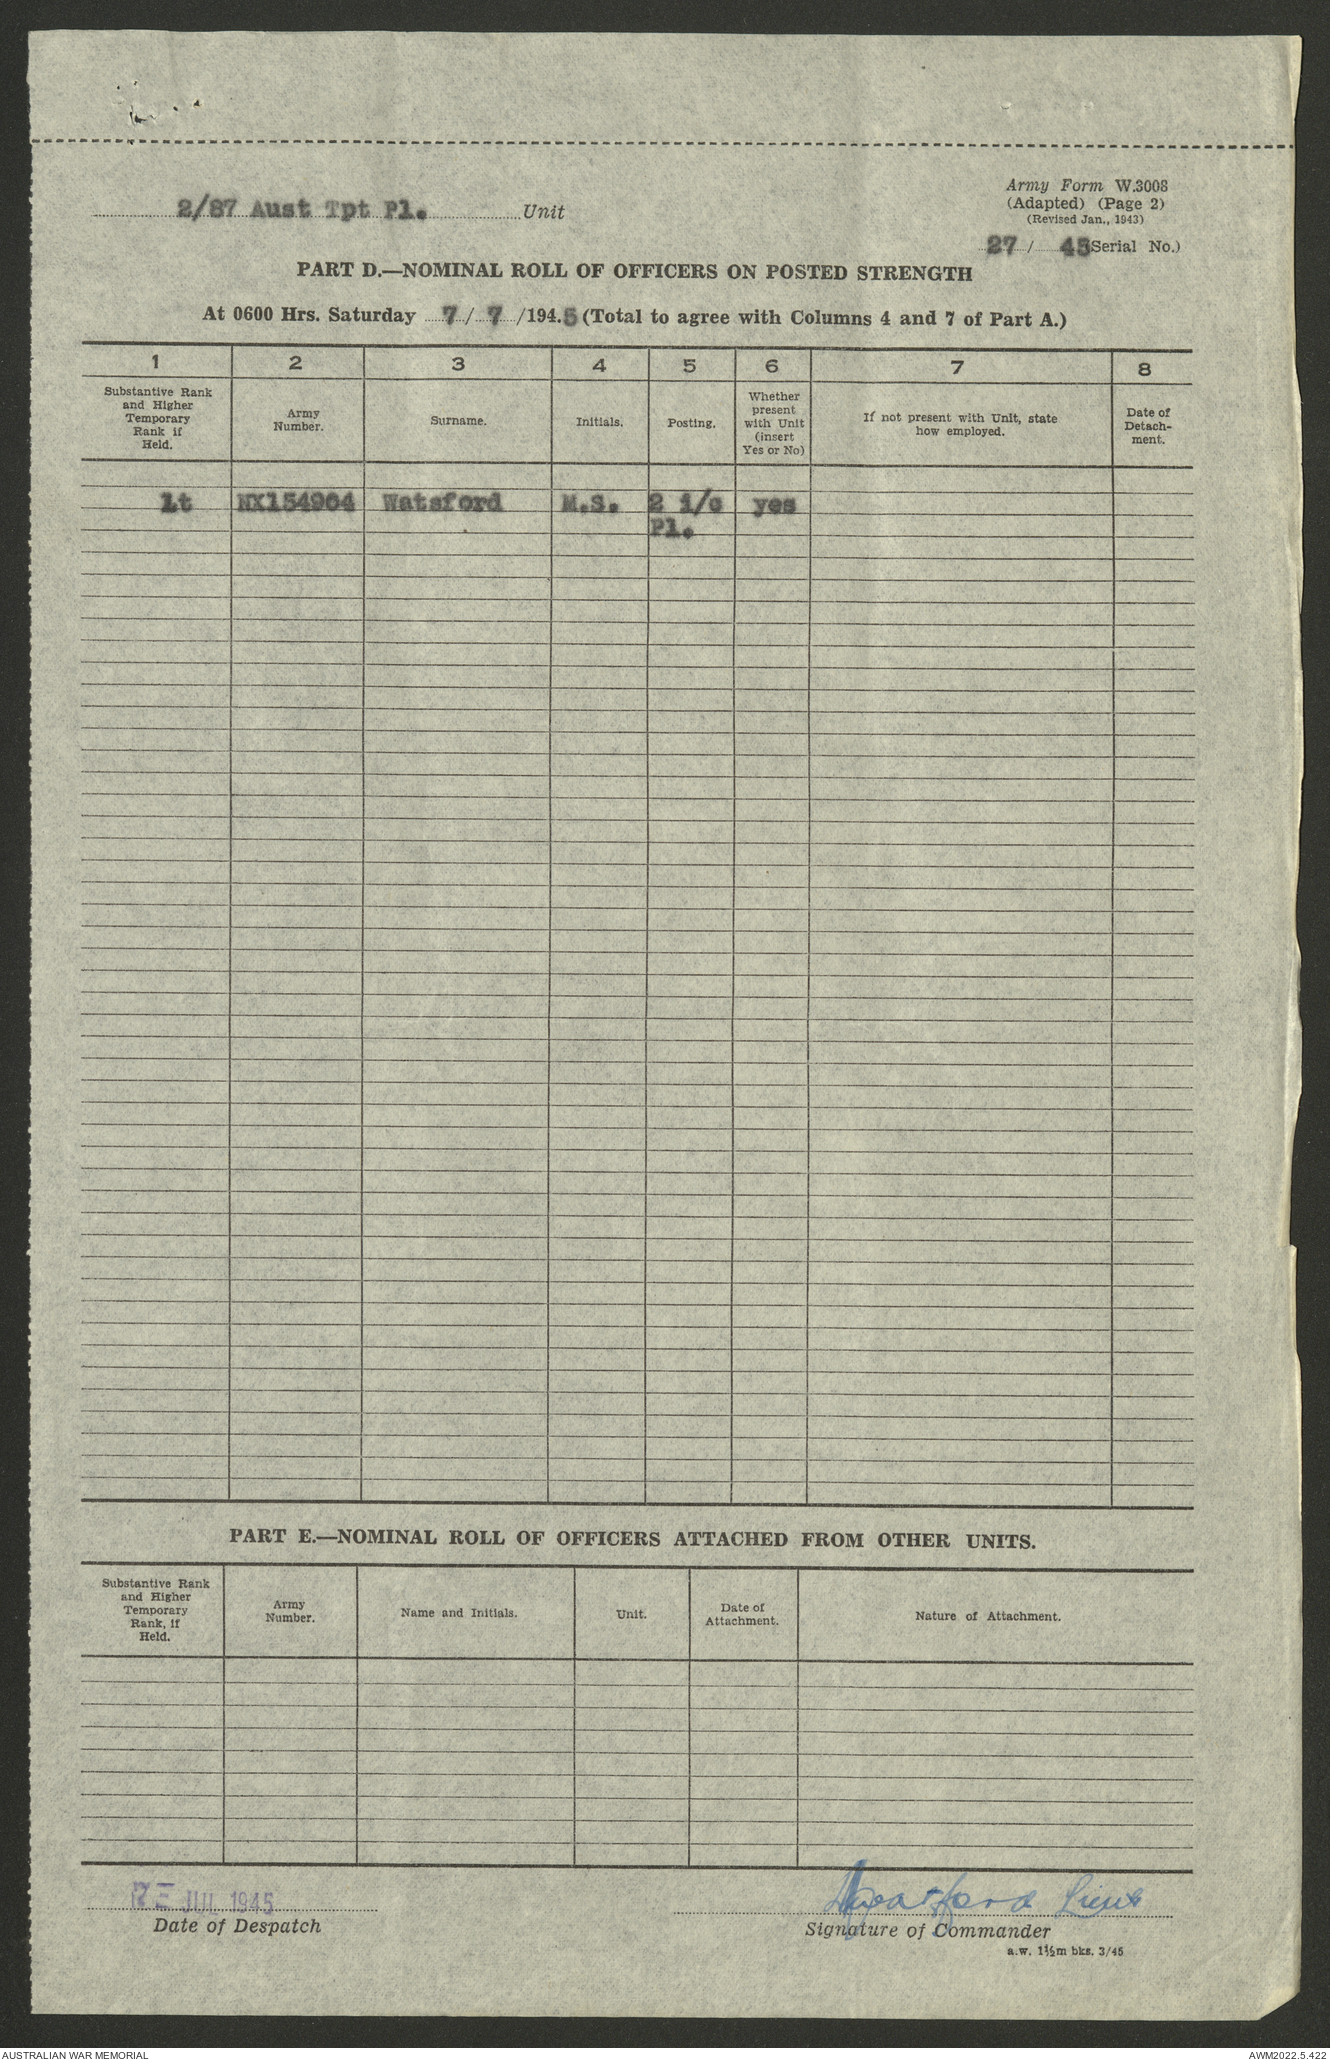 2/87 Aust Tpt Pl. Unit
Army Form W.3008
(Adapted) (Page 2)
(Revised Jan., 1943)
27 / 45 Serial No.)
PART D.—NOMINAL ROLL OF OFFICERS ON POSTED STRENGTH
At 0600 Hrs. Saturday 7 / 7 /194.5 (Total to agree with Columns 4 and 7 of Part A.)
1 2 3 4 5 6 7 8
Substantive Rank
and Higher
Temporary
Rank if
Held.
Army
Number.
Surname.
Initials.
Posting.
Whether
present
with Unit
(insert
Yes or No)
If not present with Unit, state
how employed.
Date of
Detach-
ment.
Lt NX154904 Watsford M.S. 2 i/c yes
Pl.
PART E.—NOMINAL ROLL OF OFFICERS ATTACHED FROM OTHER UNITS.
Substantive Rank
and Higher
Temporary
Rank, if
Held.
Army
Number.
Name and Initials.
Unit.
Date of
Attachment.
Nature of Attachment.
JUL 1945
Watsford Lieut
Date of Despatch
Signature of Commander
a.w. 1½m bks. 3/45
AUSTRALIAN WAR MEMORIAL
AWM2022.5.422